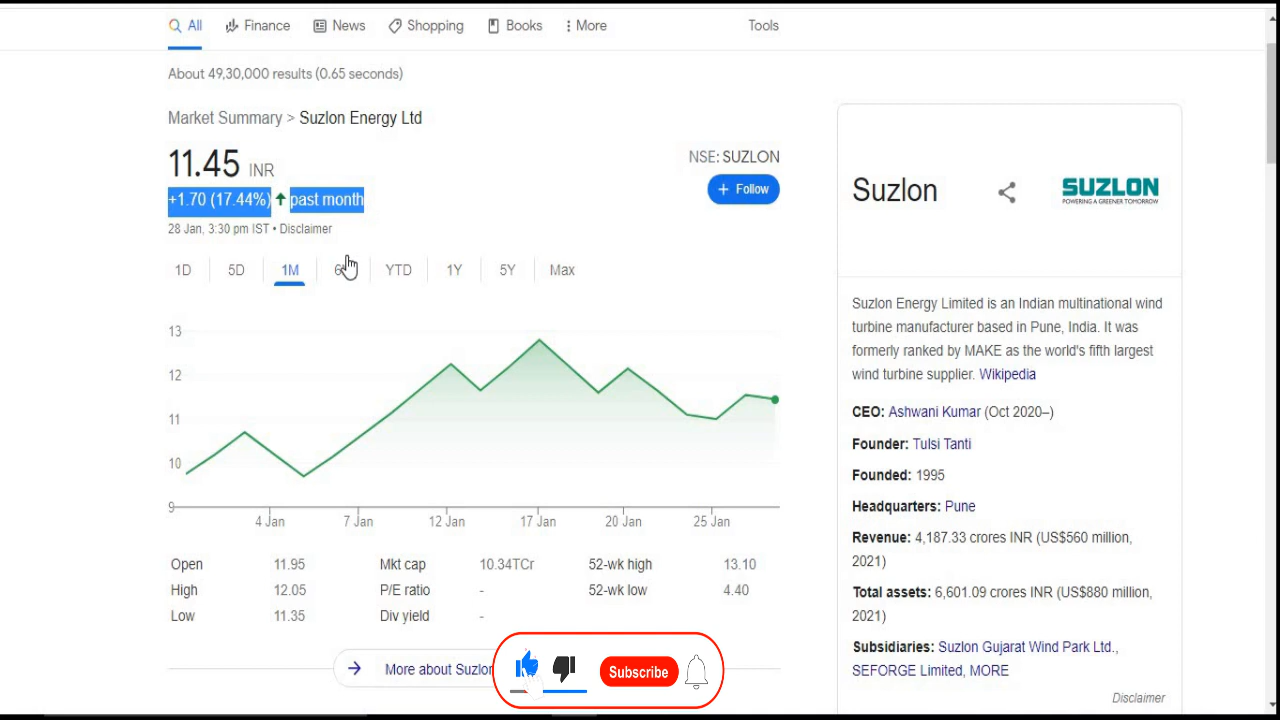 All Finance News Shopping Books More Tools
About 49,30,000 results (0.65 seconds)
Market Summary > Suzlon Energy Ltd
11.45 INR
+1.70 (17.44%) past month
28 Jan, 3:30 pm IST • Disclaimer
NSE: SUZLON
+ Follow
1D 5D 1M YTD 1Y 5Y Max
13
12
11
10
9
4 Jan 7 Jan 12 Jan 17 Jan 20 Jan 25 Jan
Open 11.95 Mkt cap 10.34TCr 52-wk high 13.10
High 12.05 P/E ratio - 52-wk low 4.40
Low 11.35 Div yield -
More about Suzlon
Subscribe
Suzlon
SUZLON
POWERING A GREENER TOMORROW
Suzlon Energy Limited is an Indian multinational wind
turbine manufacturer based in Pune, India. It was
formerly ranked by MAKE as the world's fifth largest
wind turbine supplier. Wikipedia
CEO: Ashwani Kumar (Oct 2020–)
Founder: Tulsi Tanti
Founded: 1995
Headquarters: Pune
Revenue: 4,187.33 crores INR (US$560 million,
2021)
Total assets: 6,601.09 crores INR (US$880 million,
2021)
Subsidiaries: Suzlon Gujarat Wind Park Ltd.,
SEFORGE Limited, MORE
Disclaimer